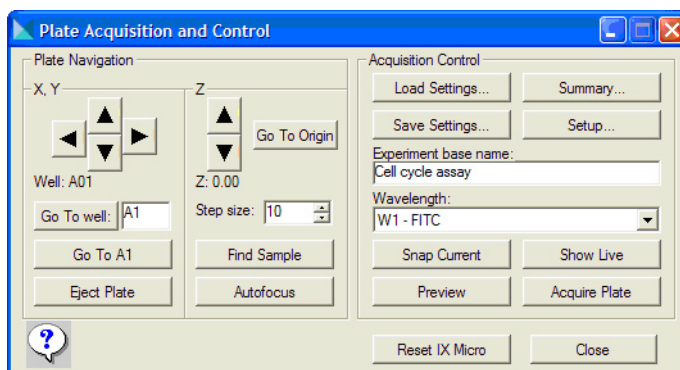 Plate Acquisition and Control
Plate Navigation
X, Y
Z
Go To Origin
Well: A01
Z: 0.00
Go To well: A1
Step size: 10
Go To A1
Find Sample
Eject Plate
Autofocus
Acquisition Control
Load Settings...
Summary...
Save Settings...
Setup...
Experiment base name:
Cell cycle assay
Wavelength:
W1 - FITC
Snap Current
Show Live
Preview
Acquire Plate
?
Reset IX Micro
Close